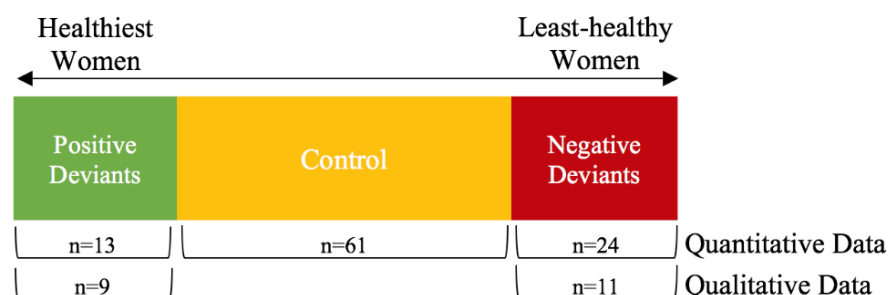 Healthiest
Women
Least-healthy
Women
Positive
Deviants
Control
Negative
Deviants
n=13
n=61
n=24
Quantitative Data
n=9
n=11
Qualitative Data